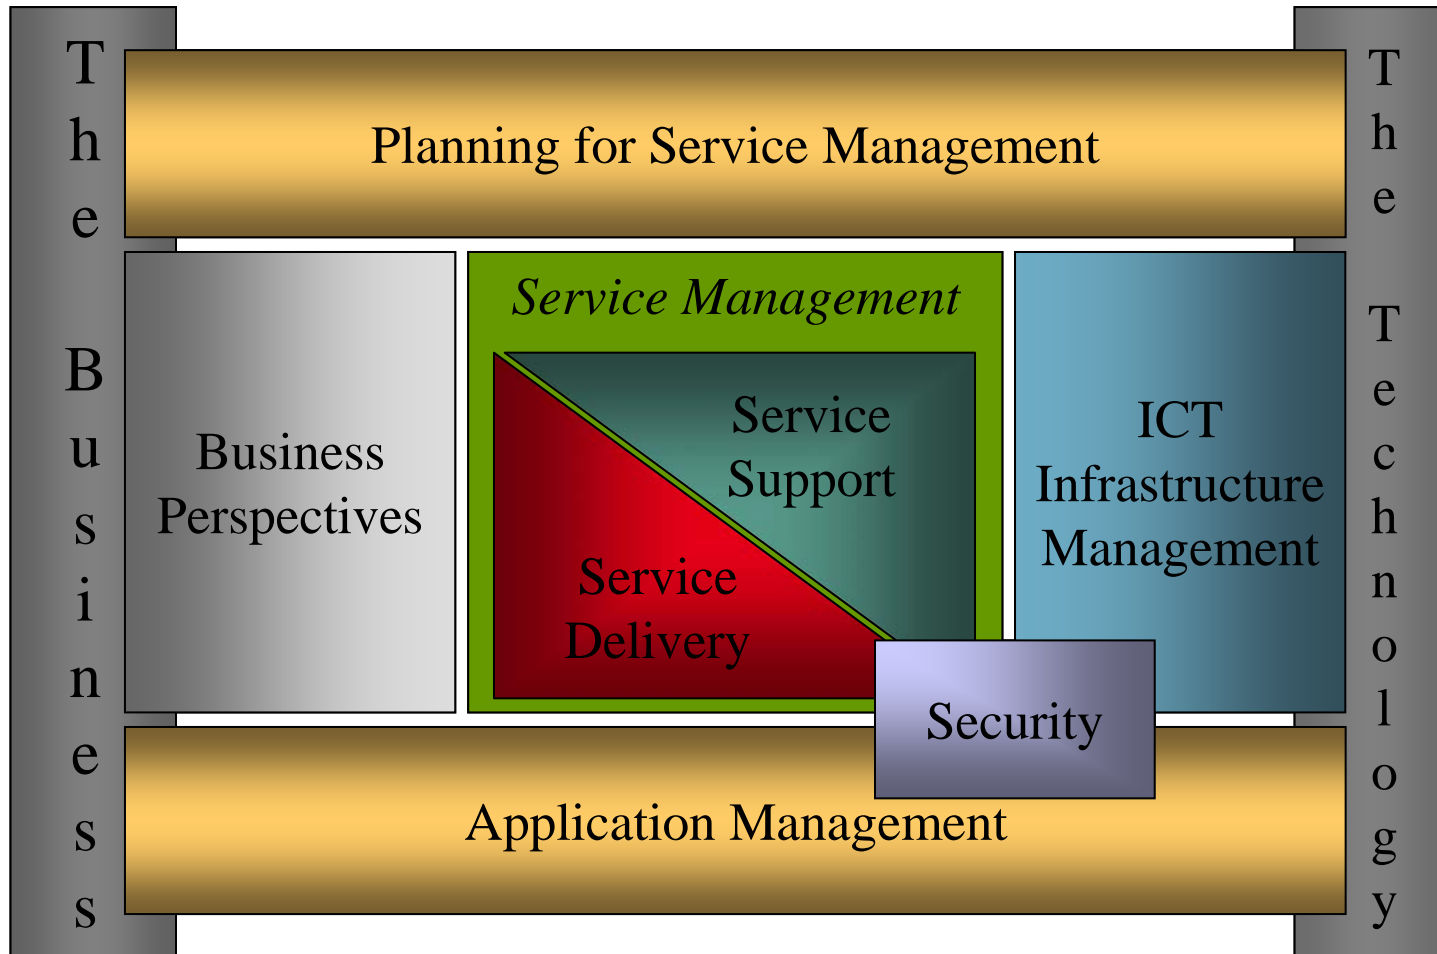 The Business
Planning for Service Management
Business
Perspectives
Service Management
Service
Support
Service
Delivery
ICT
Infrastructure
Management
Security
Application Management
The Technology